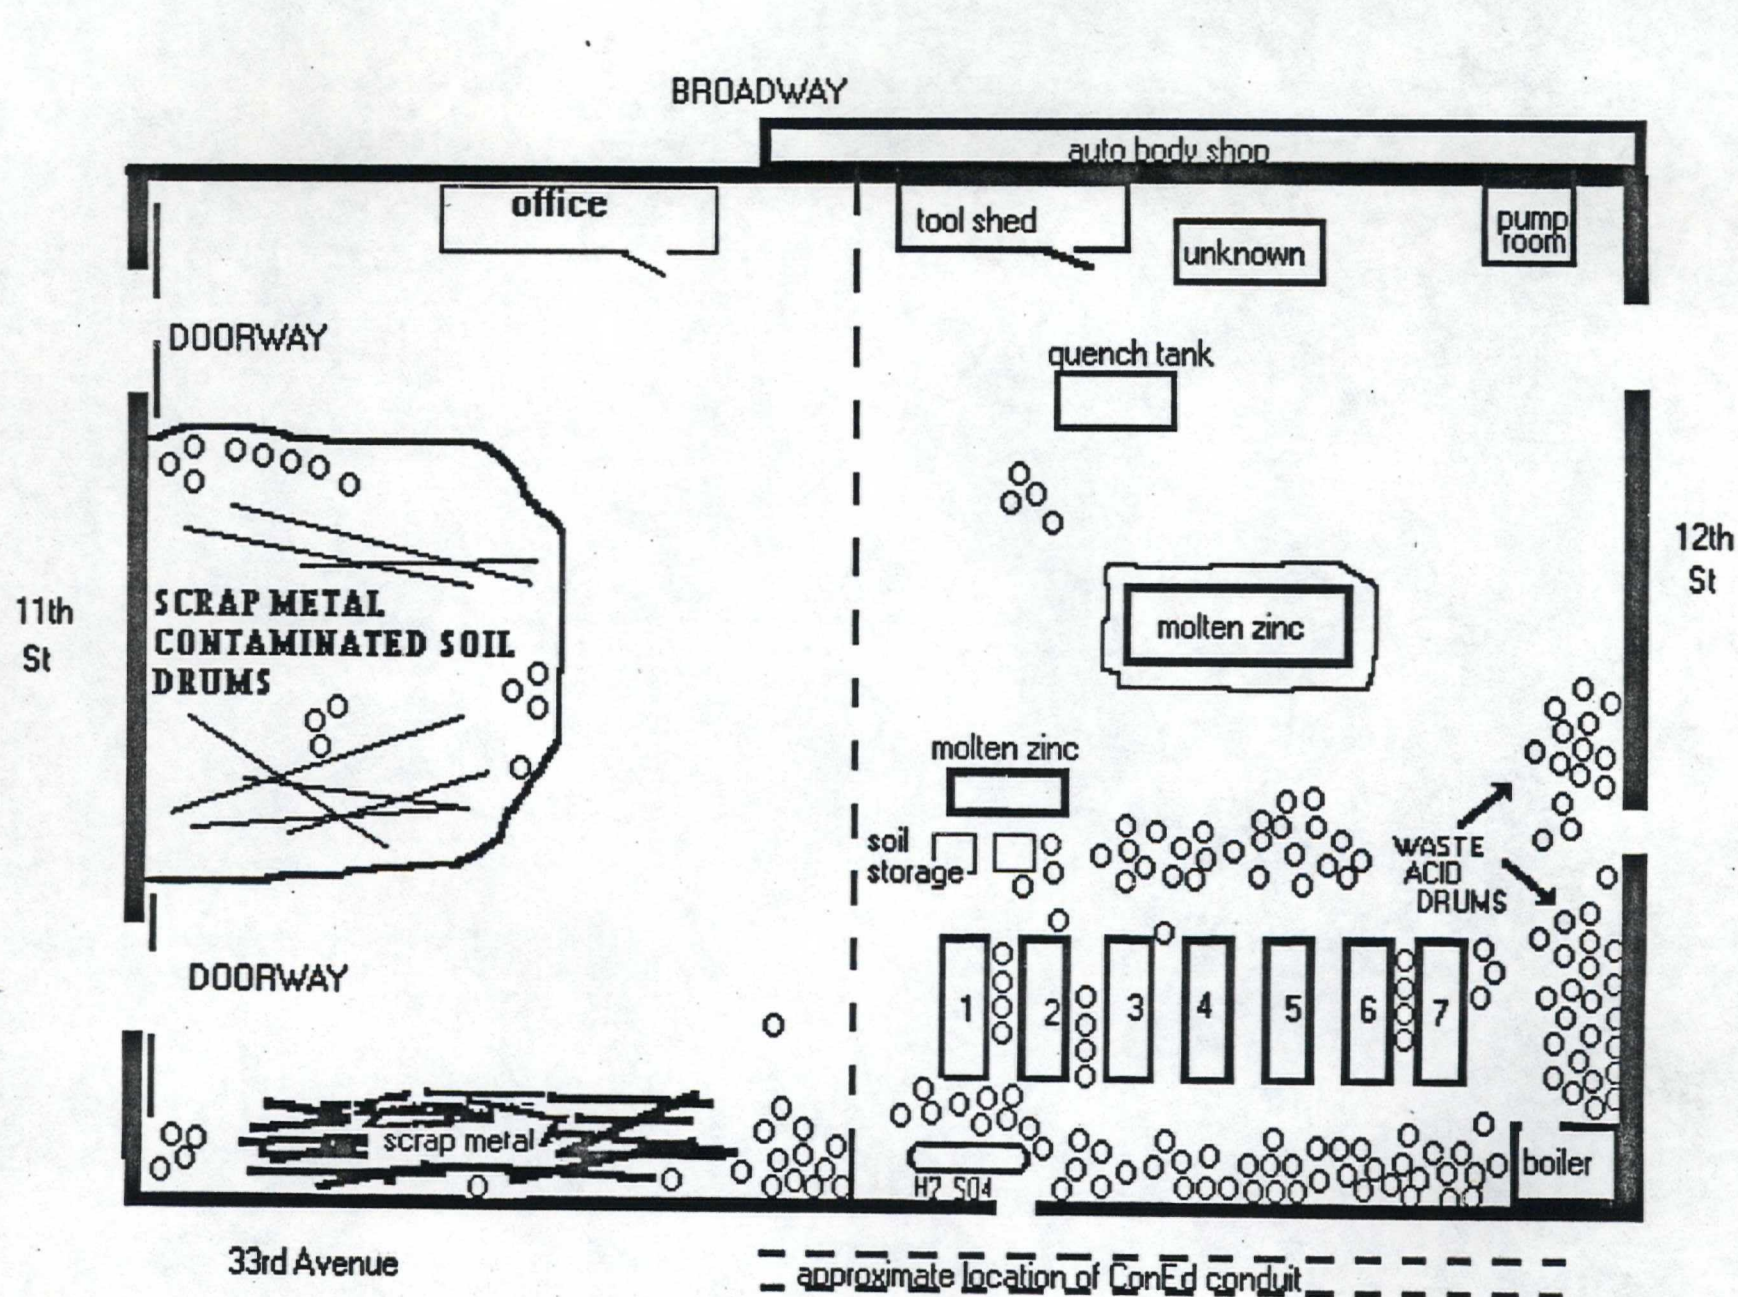 BROADWAY
auto body shop
office
tool shed
unknown
pump
room
DOORWAY
quench tank
12th
St
11th
St
SCRAP METAL
CONTAMINATED SOIL
DRUMS
molten zinc
molten zinc
soil
storage
WASTE
ACID
DRUMS
DOORWAY
1 2 3 4 5 6 7
scrap metal
H2 SO4
boiler
33rd Avenue
approximate location of ConEd conduit